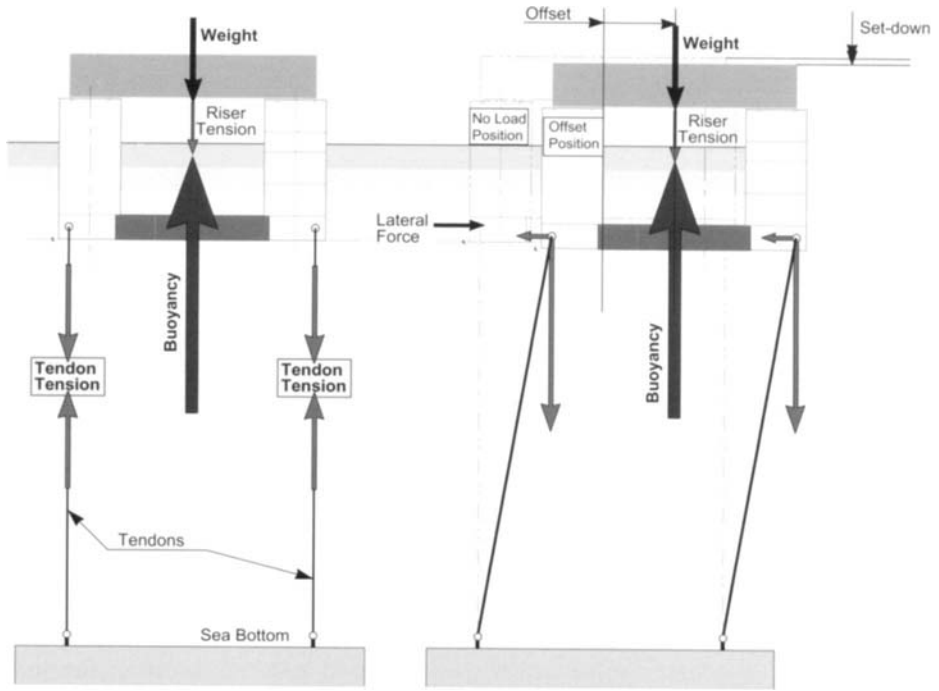 Weight
Riser
Tension
Buoyancy
Tendon
Tension
Tendon
Tension
Tendons
Sea Bottom
Offset
Weight
Set-down
No Load
Position
Offset
Position
Riser
Tension
Lateral
Force
Buoyancy